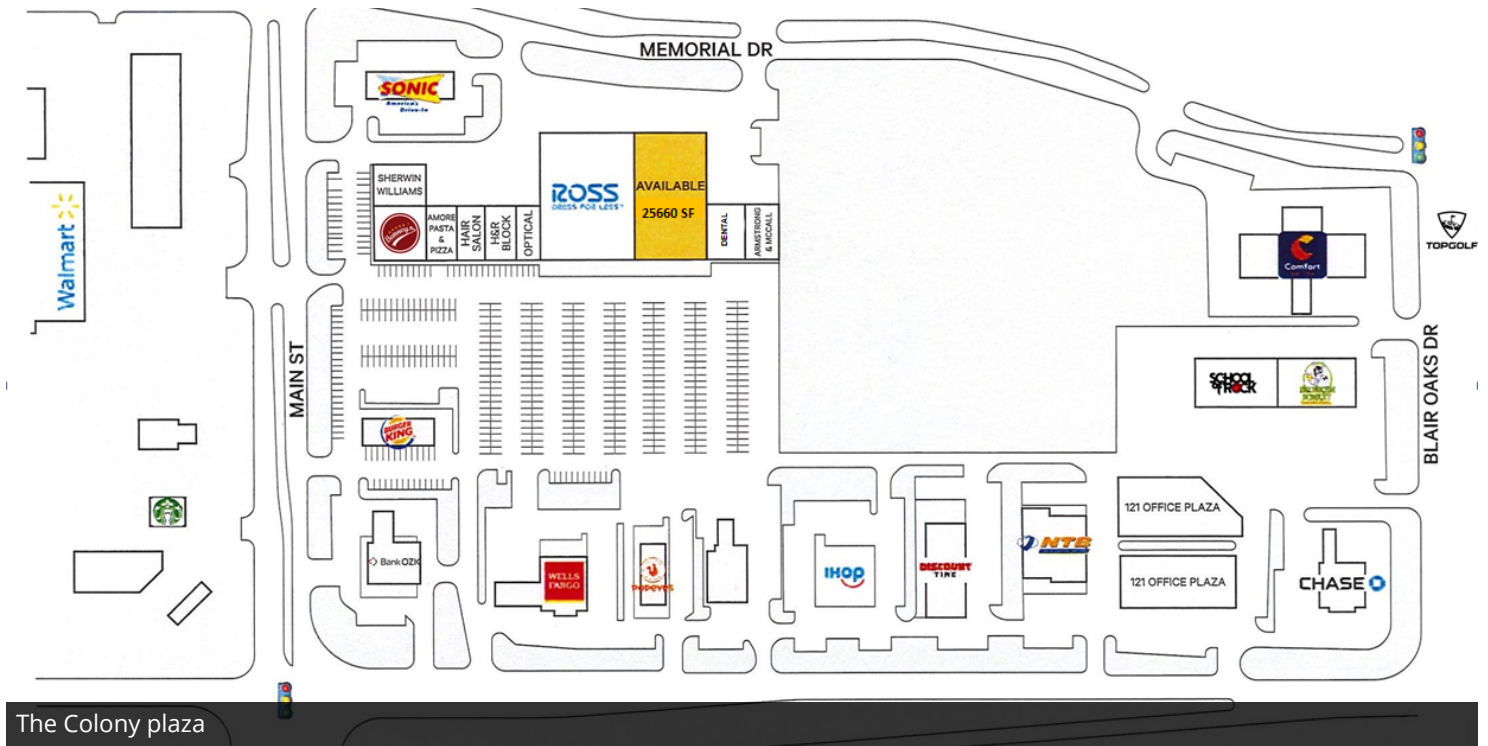 MEMORIAL DR
SONIC
America's
Drive-In
SHERWIN
WILLIAMS
AMORE
PASTA
&
PIZZA
HAIR
SALON
H&R
BLOCK
OPTICAL
ROSS
DRESS FOR LESS
AVAILABLE
25660 SF
DENTAL
ARMSTRONG
& MCCALL
Walmart
Comfort
TOPGOLF
MAIN ST
BLAIR OAKS DR
SCHOOL
of ROCK
BURGER
KING
BankOZK
WELLS
FARGO
POPEYES
IHOP
DISCOUNT
TIRE
NTB
121 OFFICE PLAZA
121 OFFICE PLAZA
CHASE
The Colony plaza